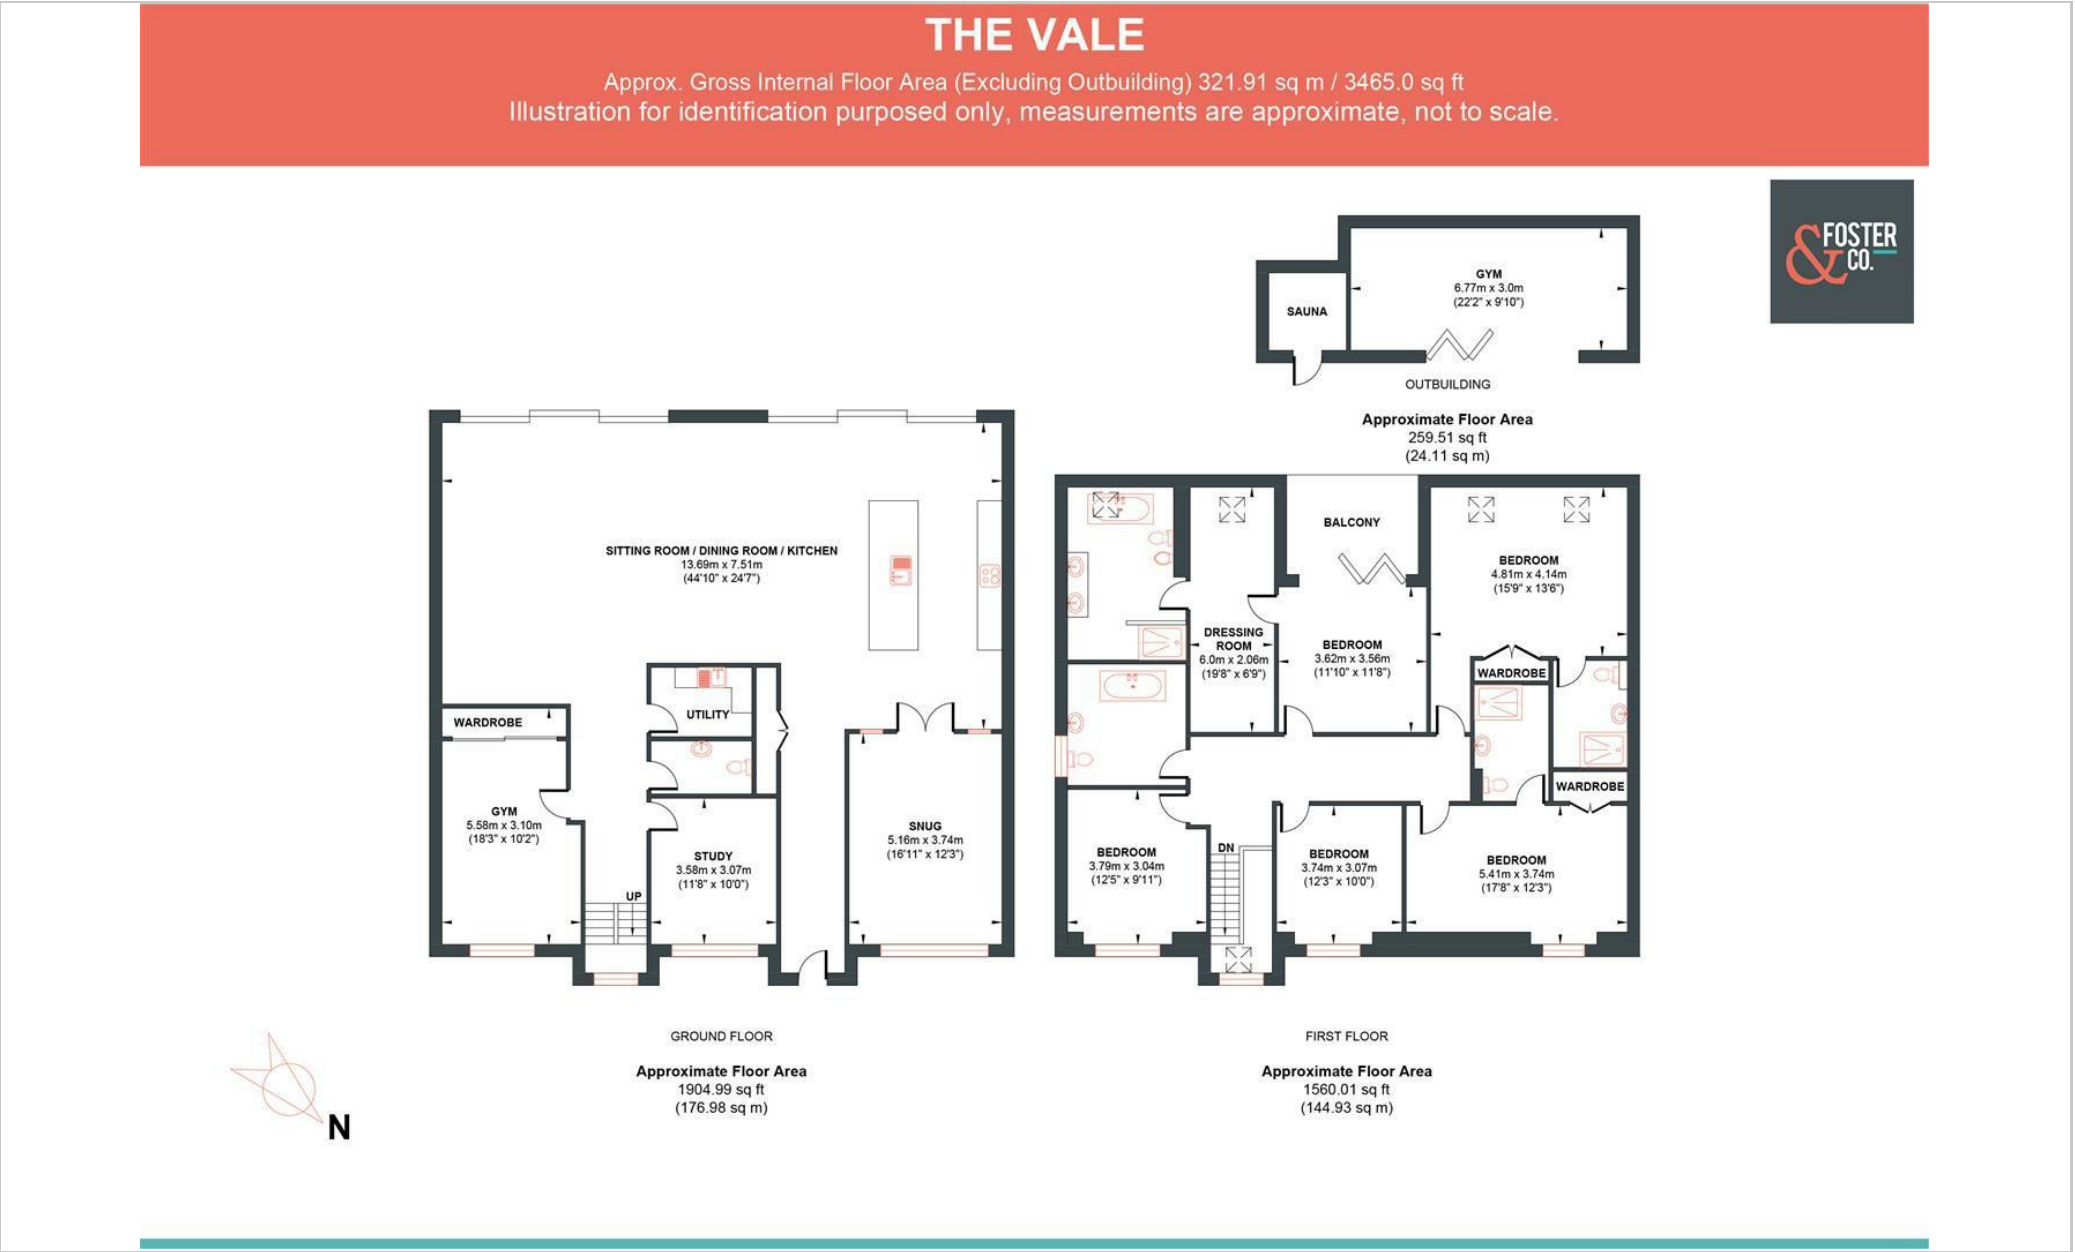 THE VALE
Approx. Gross Internal Floor Area (Excluding Outbuilding) 321.91 sq m / 3465.0 sq ft
Illustration for identification purposed only, measurements are approximate, not to scale.
& FOSTER
CO.
GYM
6.77m x 3.0m
(22'2" x 9'10")
SAUNA
OUTBUILDING
Approximate Floor Area
259.51 sq ft
(24.11 sq m)
SITTING ROOM / DINING ROOM / KITCHEN
13.69m x 7.51m
(44'10" x 24'7")
UTILITY
WARDROBE
GYM
5.58m x 3.10m
(18'3" x 10'2")
STUDY
3.58m x 3.07m
(11'8" x 10'0")
UP
SNUG
5.16m x 3.74m
(16'11" x 12'3")
GROUND FLOOR
Approximate Floor Area
1904.99 sq ft
(176.98 sq m)
BALCONY
BEDROOM
4.81m x 4.14m
(15'9" x 13'6")
DRESSING
ROOM
6.0m x 2.06m
(19'8" x 6'9")
BEDROOM
3.62m x 3.56m
(11'10" x 11'8")
WARDROBE
WARDROBE
BEDROOM
3.79m x 3.04m
(12'5" x 9'11")
DN
BEDROOM
3.74m x 3.07m
(12'3" x 10'0")
BEDROOM
5.41m x 3.74m
(17'8" x 12'3")
FIRST FLOOR
Approximate Floor Area
1560.01 sq ft
(144.93 sq m)
N